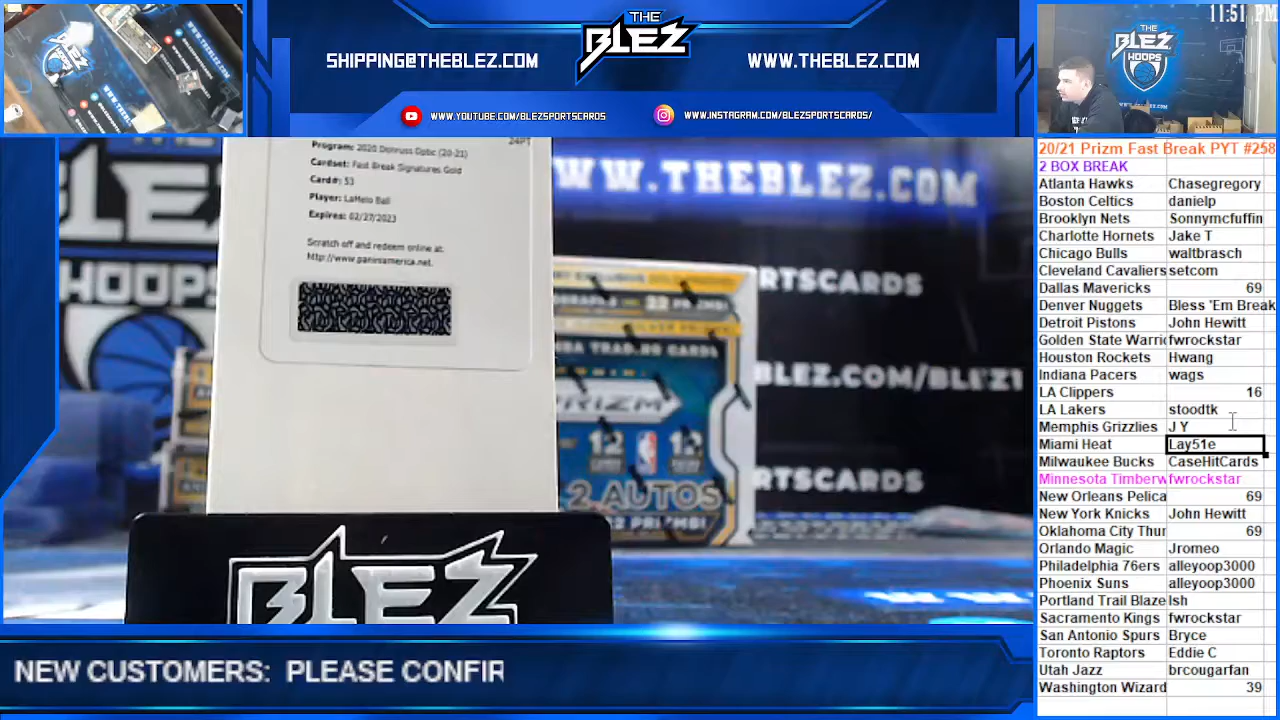 11:51 PM
THE
BLEZ
HOOPS
SHIPPING@THEBLEZ.COM
WWW.THEBLEZ.COM
WWW.YOUTUBE.COM/BLEZSPORTSCARDS
WWW.INSTAGRAM.COM/BLEZSPORTSCARDS/
24PT
Program: 2020 Donruss Optic (20-21)
Cardset: Fast Break Signatures Gold
Card#: 53
Player: LaMelo Ball
Expires: 02/27/2023
Scratch off and redeem online at:
http://www.paniniamerica.net.
WWW.THEBLEZ.COM
HOOPS
PRIZM
12
12
2 AUTOS
BLEZ
20/21 Prizm Fast Break PYT #258
2 BOX BREAK
Atlanta Hawks Chasegregory
Boston Celtics danielp
Brooklyn Nets Sonnymcfuffin
Charlotte Hornets Jake T
Chicago Bulls waltbrasch
Cleveland Cavaliers setcom
Dallas Mavericks 69
Denver Nuggets Bless 'Em Break
Detroit Pistons John Hewitt
Golden State Warric fwrockstar
Houston Rockets Hwang
Indiana Pacers wags
LA Clippers 16
LA Lakers stoodtk
Memphis Grizzlies J Y
Miami Heat Lay51e
Milwaukee Bucks CaseHitCards
Minnesota Timberw fwrockstar
New Orleans Pelica 69
New York Knicks John Hewitt
Oklahoma City Thur 69
Orlando Magic Jromeo
Philadelphia 76ers alleyoop3000
Phoenix Suns alleyoop3000
Portland Trail Blaze Ish
Sacramento Kings fwrockstar
San Antonio Spurs Bryce
Toronto Raptors Eddie C
Utah Jazz brcougarfan
Washington Wizard 39
NEW CUSTOMERS: PLEASE CONFIR